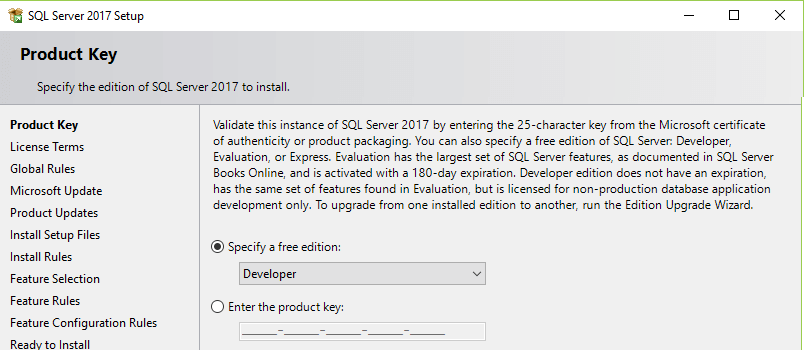 SQL Server 2017 Setup
Product Key
Specify the edition of SQL Server 2017 to install.
Product Key
License Terms
Global Rules
Microsoft Update
Product Updates
Install Setup Files
Install Rules
Feature Selection
Feature Rules
Feature Configuration Rules
Ready to Install
Validate this instance of SQL Server 2017 by entering the 25-character key from the Microsoft certificate
of authenticity or product packaging. You can also specify a free edition of SQL Server: Developer,
Evaluation, or Express. Evaluation has the largest set of SQL Server features, as documented in SQL Server
Books Online, and is activated with a 180-day expiration. Developer edition does not have an expiration,
has the same set of features found in Evaluation, but is licensed for non-production database application
development only. To upgrade from one installed edition to another, run the Edition Upgrade Wizard.
Specify a free edition:
Developer
Enter the product key:
_____-_____-_____-_____-_____